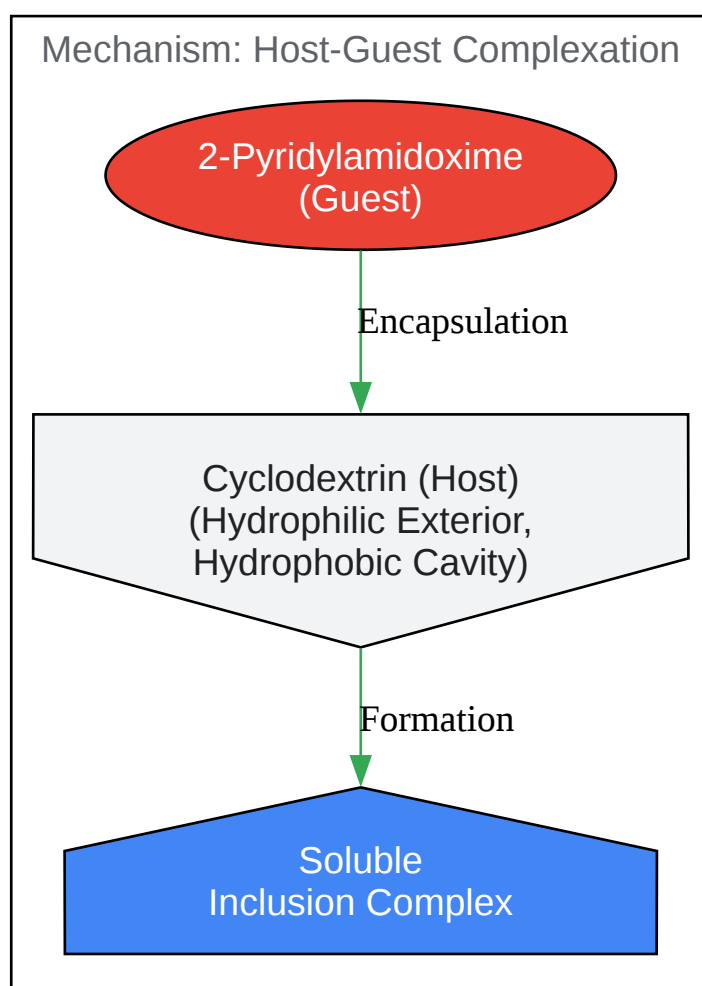 Mechanism: Host-Guest Complexation
2-Pyridylamidoxime
(Guest)
Encapsulation
Cyclodextrin (Host)
(Hydrophilic Exterior,
Hydrophobic Cavity)
Formation
Soluble
Inclusion Complex